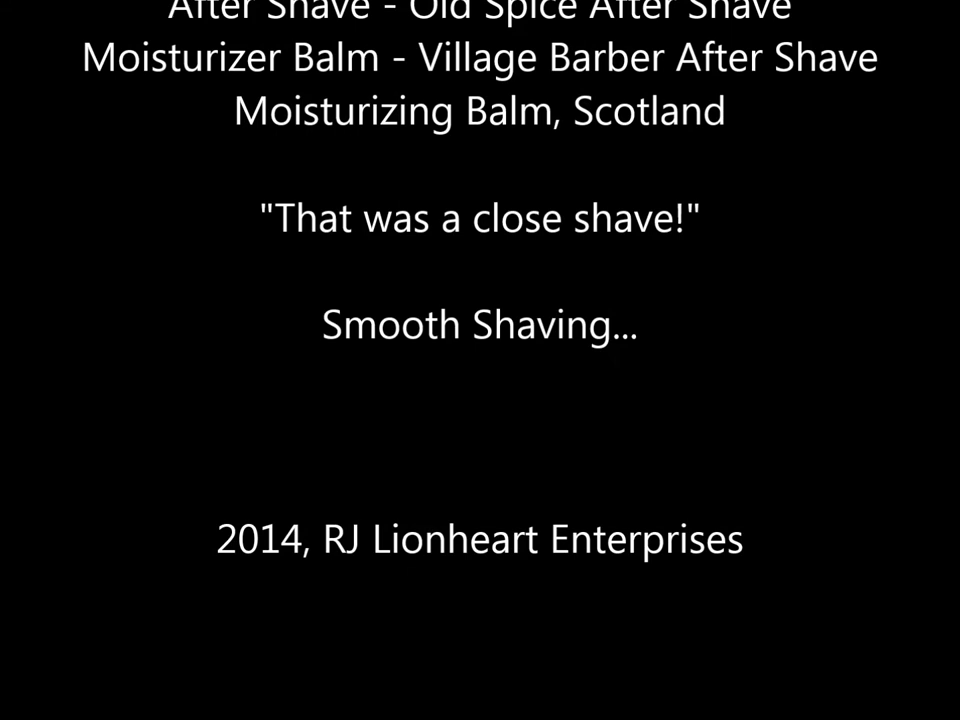 After Shave - Old Spice After Shave
Moisturizer Balm - Village Barber After Shave
Moisturizing Balm, Scotland
"That was a close shave!"
Smooth Shaving...
2014, RJ Lionheart Enterprises